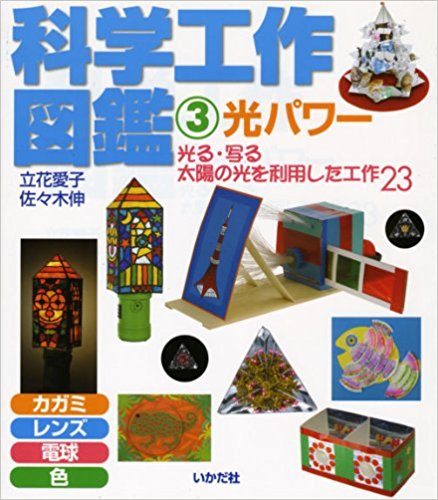 科学工作
図鑑 ③光パワー
光る・写る
太陽の光を利用した工作23
立花愛子
佐々木伸
カガミ
レンズ
電球
色
いかだ社